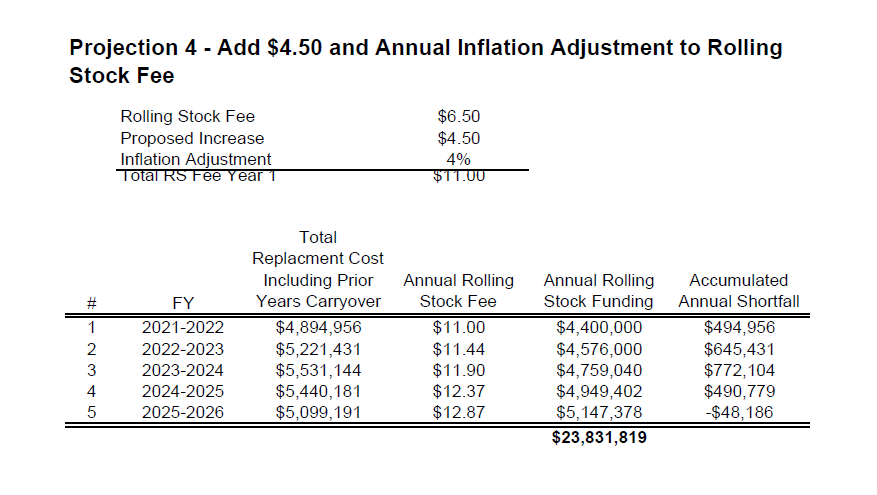 Projection 4 - Add $4.50 and Annual Inflation Adjustment to Rolling
Stock Fee
Rolling Stock Fee $6.50
Proposed Increase $4.50
Inflation Adjustment 4%
Total RS Fee Year 1 $11.00
Total
Replacment Cost
Including Prior Annual Rolling Annual Rolling Accumulated
# FY Years Carryover Stock Fee Stock Funding Annual Shortfall
1 2021-2022 $4,894,956 $11.00 $4,400,000 $494,956
2 2022-2023 $5,221,431 $11.44 $4,576,000 $645,431
3 2023-2024 $5,531,144 $11.90 $4,759,040 $772,104
4 2024-2025 $5,440,181 $12.37 $4,949,402 $490,779
5 2025-2026 $5,099,191 $12.87 $5,147,378 -$48,186
$23,831,819